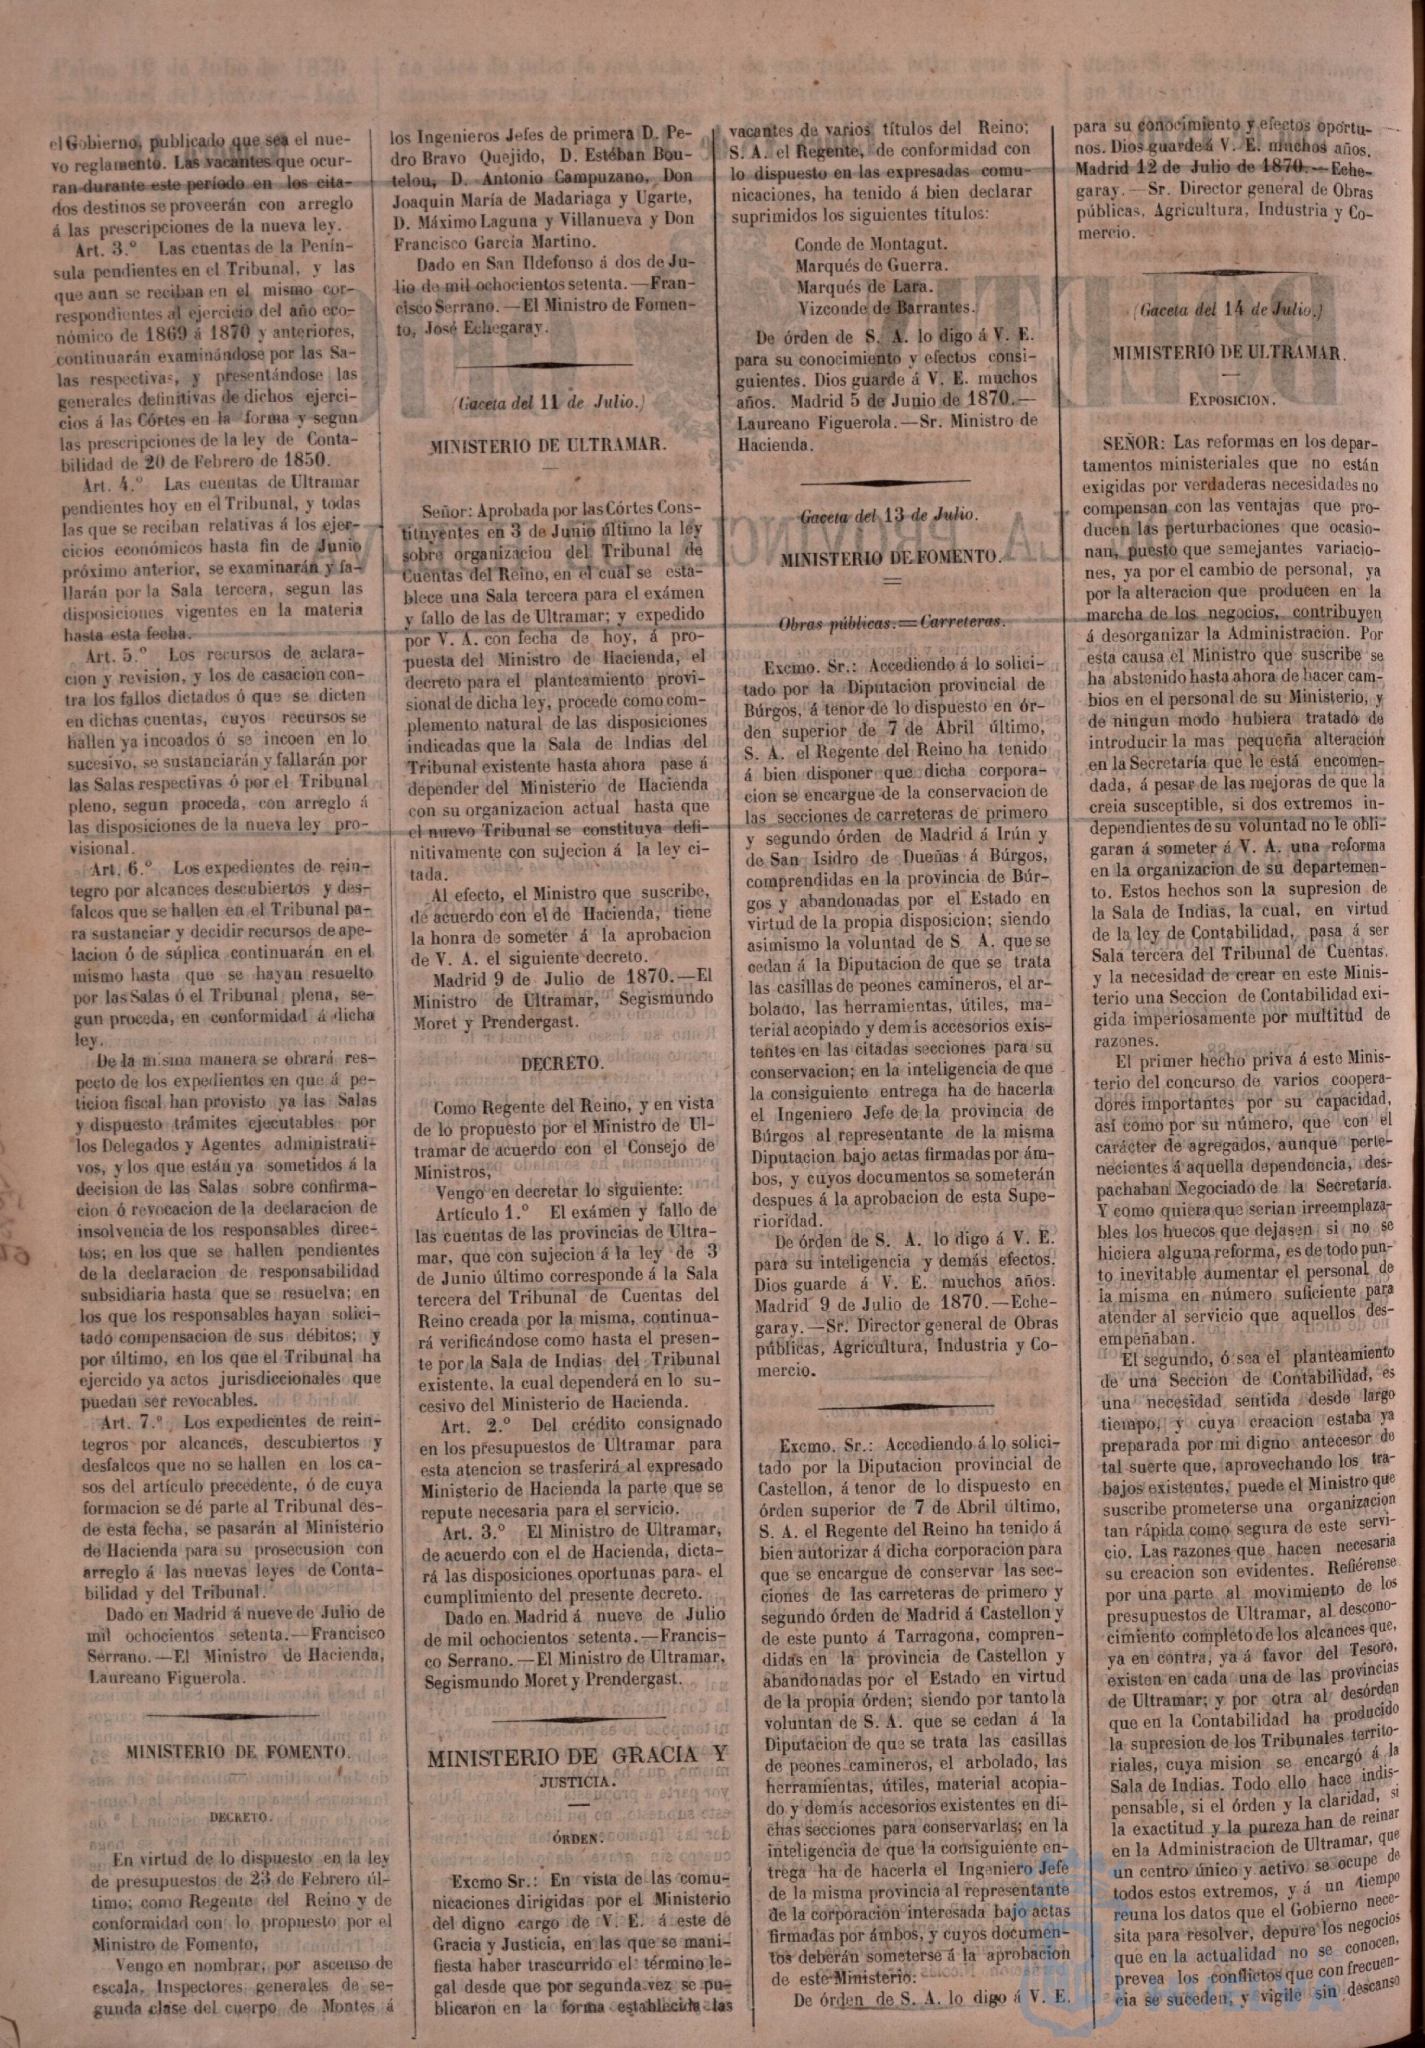 el Gobierno, publicado que sea el nue-
vo reglamento. Las vacantes que ocur-
ran durante este período en los cita-
dos destinos se proveerán con arreglo
á las prescripciones de la nueva ley.
Art. 3.º Las cuentas de la Penín-
sula pendientes en el Tribunal, y las
que aun se reciban en el mismo cor-
respondientes al ejercicio del año eco-
nómico de 1869 á 1870 y anteriores,
continuarán examinándose por las Sa-
las respectivas, y presentándose las
generales definitivas de dichos ejerci-
cios á las Córtes en la forma y segun
las prescripciones de la ley de Conta-
bilidad de 20 de Febrero de 1850.
Art. 4.º Las cuentas de Ultramar
pendientes hoy en el Tribunal, y todas
las que se reciban relativas á los ejer-
cicios económicos hasta fin de Junio
próximo anterior, se examinarán y fa-
llarán por la Sala tercera, segun las
disposiciones vigentes en la materia
hasta esta fecha.
Art. 5.º Los recursos de aclara-
cion y revision, y los de casacion con-
tra los fallos dictados ó que se dicten
en dichas cuentas, cuyos recursos se
hallen ya incoados ó se incoen en lo
sucesivo, se sustanciarán y fallarán por
las Salas respectivas ó por el Tribunal
pleno, segun proceda, con arreglo á
las disposiciones de la nueva ley pro-
visional.
Art. 6.º Los expedientes de rein-
tegro por alcances descubiertos y des-
falcos que se hallen en el Tribunal pa-
ra sustanciar y decidir recursos de ape-
lacion ó de súplica continuarán en el
mismo hasta que se hayan resuelto
por las Salas ó el Tribunal plena, se-
gun proceda, en conformidad á dicha
ley.
De la misma manera se obrará res-
pecto de los expedientes en que á pe-
ticion fiscal han provisto ya las Salas
y dispuesto trámites ejecutables por
los Delegados y Agentes administrati-
vos, y los que están ya sometidos á la
decision de las Salas sobre confirma-
cion ó revocacion de la declaracion de
insolvencia de los responsables direc-
tos; en los que se hallen pendientes
de la declaracion de responsabilidad
subsidiaria hasta que se resuelva; en
los que los responsables hayan solici-
tado compensacion de sus débitos; y
por último, en los que el Tribunal ha
ejercido ya actos jurisdiccionales que
puedan ser revocables.
Art. 7.º Los expedientes de rein-
tegros por alcances, descubiertos y
desfalcos que no se hallen en los ca-
sos del artículo precedente, ó de cuya
formacion se dé parte al Tribunal des-
de esta fecha, se pasarán al Ministerio
de Hacienda para su prosecusion con
arreglo á las nuevas leyes de Conta-
bilidad y del Tribunal.
Dado en Madrid á nueve de Julio de
mil ochocientos setenta.—Francisco
Serrano.—El Ministro de Hacienda,
Laureano Figuerola.
MINISTERIO DE FOMENTO.
DECRETO.
En virtud de lo dispuesto en la ley
de presupuestos de 23 de Febrero úl-
timo; como Regente del Reino y de
conformidad con lo propuesto por el
Ministro de Fomento,
Vengo en nombrar, por ascenso de
escala, Inspectores generales de se-
gunda clase del cuerpo de Montes á
los Ingenieros Jefes de primera D. Pe-
dro Bravo Quejido, D. Estéban Bou-
telou, D. Antonio Campuzano, Don
Joaquin María de Madariaga y Ugarte,
D. Máximo Laguna y Villanueva y Don
Francisco García Martino.
Dado en San Ildefonso á dos de Ju-
lio de mil ochocientos setenta.—Fran-
cisco Serrano.—El Ministro de Fomen-
to, José Echegaray.
(Gaceta del 11 de Julio.)
MINISTERIO DE ULTRAMAR.
Señor: Aprobada por las Córtes Cons-
tituyentes en 3 de Junio último la ley
sobre organizacion del Tribunal de
Cuentas del Reino, en el cual se esta-
blece una Sala tercera para el exámen
y fallo de las de Ultramar; y expedido
por V. A. con fecha de hoy, á pro-
puesta del Ministro de Hacienda, el
decreto para el planteamiento provi-
sional de dicha ley, procede como com-
plemento natural de las disposiciones
indicadas que la Sala de Indias del
Tribunal existente hasta ahora pase á
depender del Ministerio de Hacienda
con su organizacion actual hasta que
el nuevo Tribunal se constituya defi-
nitivamente con sujecion á la ley ci-
tada.
Al efecto, el Ministro que suscribe,
de acuerdo con el de Hacienda, tiene
la honra de someter á la aprobacion
de V. A. el siguiente decreto.
Madrid 9 de Julio de 1870.—El
Ministro de Ultramar, Segismundo
Moret y Prendergast.
DECRETO.
Como Regente del Reino, y en vista
de lo propuesto por el Ministro de Ul-
tramar de acuerdo con el Consejo de
Ministros,
Vengo en decretar lo siguiente:
Artículo 1.º El exámen y fallo de
las cuentas de las provincias de Ultra-
mar, que con sujecion á la ley de 3
de Junio último corresponde á la Sala
tercera del Tribunal de Cuentas del
Reino creada por la misma, continua-
rá verificándose como hasta el presen-
te por la Sala de Indias del Tribunal
existente, la cual dependerá en lo su-
cesivo del Ministerio de Hacienda.
Art. 2.º Del crédito consignado
en los presupuestos de Ultramar para
esta atencion se trasferirá al expresado
Ministerio de Hacienda la parte que se
repute necesaria para el servicio.
Art. 3.º El Ministro de Ultramar,
de acuerdo con el de Hacienda, dicta-
rá las disposiciones oportunas para el
cumplimiento del presente decreto.
Dado en Madrid á nueve de Julio
de mil ochocientos setenta.—Francis-
co Serrano.—El Ministro de Ultramar,
Segismundo Moret y Prendergast.
MINISTERIO DE GRACIA Y
JUSTICIA.
ÓRDEN:
Excmo Sr.: En vista de las comu-
nicaciones dirigidas por el Ministerio
del digno cargo de V. E. á este de
Gracia y Justicia, en las que se mani-
fiesta haber trascurrido el término le-
gal desde que por segunda vez se pu-
blicaron en la forma establecida las
vacantes de varios títulos del Reino;
S. A. el Regente, de conformidad con
lo dispuesto en las expresadas comu-
nicaciones, ha tenido á bien declarar
suprimidos los siguientes títulos:
Conde de Montagut.
Marqués de Guerra.
Marqués de Lara.
Vizconde de Barrantes.
De órden de S. A. lo digo á V. E.
para su conocimiento y efectos consi-
guientes. Dios guarde á V. E. muchos
años. Madrid 5 de Junio de 1870.—
Laureano Figuerola.—Sr. Ministro de
Hacienda.
Gaceta del 13 de Julio.
MINISTERIO DE FOMENTO.
Obras públicas.=Carreteras.
Excmo. Sr.: Accediendo á lo solici-
tado por la Diputacion provincial de
Búrgos, á tenor de lo dispuesto en ór-
den superior de 7 de Abril último,
S. A. el Regente del Reino ha tenido
á bien disponer que dicha corpora-
cion se encargue de la conservacion de
las secciones de carreteras de primero
y segundo órden de Madrid á Irún y
de San Isidro de Dueñas á Búrgos,
comprendidas en la provincia de Búr-
gos y abandonadas por el Estado en
virtud de la propia disposicion; siendo
asimismo la voluntad de S. A. que se
cedan á la Diputacion de que se trata
las casillas de peones camineros, el ar-
bolado, las herramientas, útiles, ma-
terial acopiado y demás accesorios exis-
tentes en las citadas secciones para su
conservacion; en la inteligencia de que
la consiguiente entrega ha de hacerla
el Ingeniero Jefe de la provincia de
Búrgos al representante de la misma
Diputacion bajo actas firmadas por ám-
bos, y cuyos documentos se someterán
despues á la aprobacion de esta Supe-
rioridad.
De órden de S. A. lo digo á V. E.
para su inteligencia y demás efectos.
Dios guarde á V. E. muchos años.
Madrid 9 de Julio de 1870.—Eche-
garay.—Sr. Director general de Obras
públicas, Agricultura, Industria y Co-
mercio.
Excmo. Sr.: Accediendo á lo solici-
tado por la Diputacion provincial de
Castellon, á tenor de lo dispuesto en
órden superior de 7 de Abril último,
S. A. el Regente del Reino ha tenido á
bien autorizar á dicha corporacion para
que se encargue de conservar las sec-
ciones de las carreteras de primero y
segundo órden de Madrid á Castellon y
de este punto á Tarragona, compren-
didas en la provincia de Castellon y
abandonadas por el Estado en virtud
de la propia órden; siendo por tanto la
voluntan de S. A. que se cedan á la
Diputacion de que se trata las casillas
de peones camineros, el arbolado, las
herramientas, útiles, material acopia-
do y demás accesorios existentes en di-
chas secciones para conservarlas; en la
inteligencia de que la consiguiente en-
trega ha de hacerla el Ingeniero Jefe
de la misma provincia al representante
de la corporacion interesada bajo actas
firmadas por ámbos, y cuyos documen-
tos deberán someterse á la aprobacion
de este Ministerio:
De órden de S. A. lo digo á V. E.
para su conocimiento y efectos oportu-
nos. Dios guarde á V. E. muchos años.
Madrid 12 de Julio de 1870.—Eche-
garay.—Sr. Director general de Obras
públicas, Agricultura, Industria y Co-
mercio.
(Gaceta del 14 de Julio.)
MIMISTERIO DE ULTRAMAR.
EXPOSICION.
SEÑOR: Las reformas en los depar-
tamentos ministeriales que no están
exigidas por verdaderas necesidades no
compensan con las ventajas que pro-
ducen las perturbaciones que ocasio-
nan, puesto que semejantes variacio-
nes, ya por el cambio de personal, ya
por la alteracion que producen en la
marcha de los negocios, contribuyen
á desorganizar la Administracion. Por
esta causa el Ministro que suscribe se
ha abstenido hasta ahora de hacer cam-
bios en el personal de su Ministerio, y
de ningun modo hubiera tratado de
introducir la mas pequeña alteracion
en la Secretaría que le está encomen-
dada, á pesar de las mejoras de que la
creia susceptible, si dos extremos in-
dependientes de su voluntad no le obli-
garan á someter á V. A. una reforma
en la organizacion de su departemen-
to. Estos hechos son la supresion de
la Sala de Indias, la cual, en virtud
de la ley de Contabilidad, pasa á ser
Sala tercera del Tribunal de Cuentas,
y la necesidad de crear en este Minis-
terio una Seccion de Contabilidad exi-
gida imperiosamente por multitud de
razones.
El primer hecho priva á este Minis-
terio del concurso de varios coopera-
dores importantes por su capacidad,
así como por su número, que con el
carácter de agregados, aunque perte-
necientes á aquella dependencia, des-
pachaban Negociado de la Secretaría.
Y como quiera que serian irreemplaza-
bles los huecos que dejasen si no se
hiciera alguna reforma, es de todo pun-
to inevitable aumentar el personal de
la misma en número suficiente para
atender al servicio que aquellos des-
empeñaban.
El segundo, ó sea el planteamiento
de una Seccion de Contabilidad, es
una necesidad sentida desde largo
tiempo, y cuya creacion estaba ya
preparada por mi digno antecesor de
tal suerte que, aprovechando los tra-
bajos existentes, puede el Ministro que
suscribe prometerse una organizacion
tan rápida como segura de este servi-
cio. Las razones que hacen necesaria
su creacion son evidentes. Refiérense
por una parte al movimiento de los
presupuestos de Ultramar, al descono-
cimiento completo de los alcances que,
ya en contra, ya á favor del Tesoro,
existen en cada una de las provincias
de Ultramar; y por otra al desórden
que en la Contabilidad ha producido
la supresion de los Tribunales territo-
riales, cuya mision se encargó á la
Sala de Indias. Todo ello hace indis-
pensable, si el órden y la claridad, si
la exactitud y la pureza han de reinar
en la Administracion de Ultramar, que
un centro único y activo se ocupe de
todos estos extremos, y á un tiempo
reuna los datos que el Gobierno nece-
sita para resolver, depure los negocios
que en la actualidad no se conocen,
prevea los conflictos que con frecuen-
cia se suceden, y vigile sin descanso